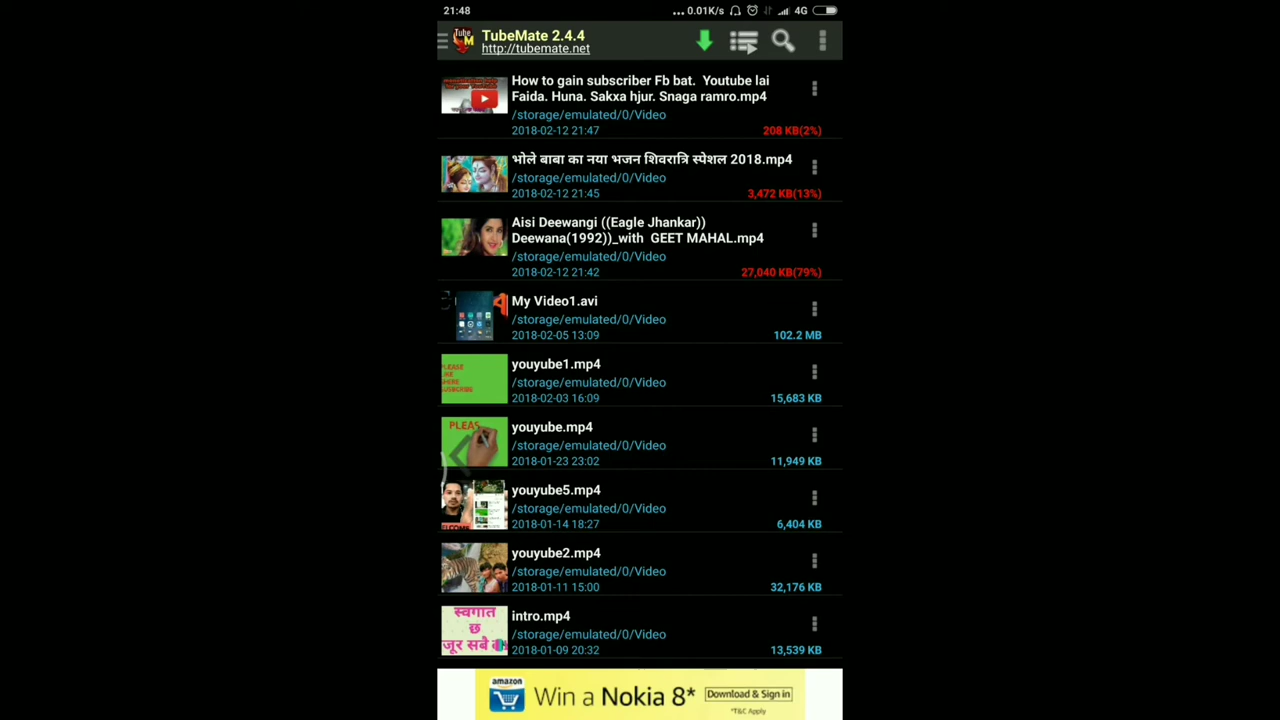 21:48
... 0.01K/s 4G
Tube M
TubeMate 2.4.4
http://tubemate.net
How to gain subscriber Fb bat. Youtube lai
Faida. Huna. Sakxa hjur. Snaga ramro.mp4
/storage/emulated/0/Video
2018-02-12 21:47 208 KB(2%)
भोले बाबा का नया भजन शिवरात्रि स्पेशल 2018.mp4
/storage/emulated/0/Video
2018-02-12 21:45 3,472 KB(13%)
Aisi Deewangi ((Eagle Jhankar))
Deewana(1992))_with GEET MAHAL.mp4
/storage/emulated/0/Video
2018-02-12 21:42 27,040 KB(79%)
My Video1.avi
/storage/emulated/0/Video
2018-02-05 13:09 102.2 MB
PLEASE
LIKE
SHERE
SUBSCRIBE
youyube1.mp4
/storage/emulated/0/Video
2018-02-03 16:09 15,683 KB
PLEAS
youyube.mp4
/storage/emulated/0/Video
2018-01-23 23:02 11,949 KB
youyube5.mp4
/storage/emulated/0/Video
2018-01-14 18:27 6,404 KB
youyube2.mp4
/storage/emulated/0/Video
2018-01-11 15:00 32,176 KB
स्वगात
छ
जूर सबै
intro.mp4
/storage/emulated/0/Video
2018-01-09 20:32 13,539 KB
amazon
Win a Nokia 8*
Download & Sign in
*T&C Apply